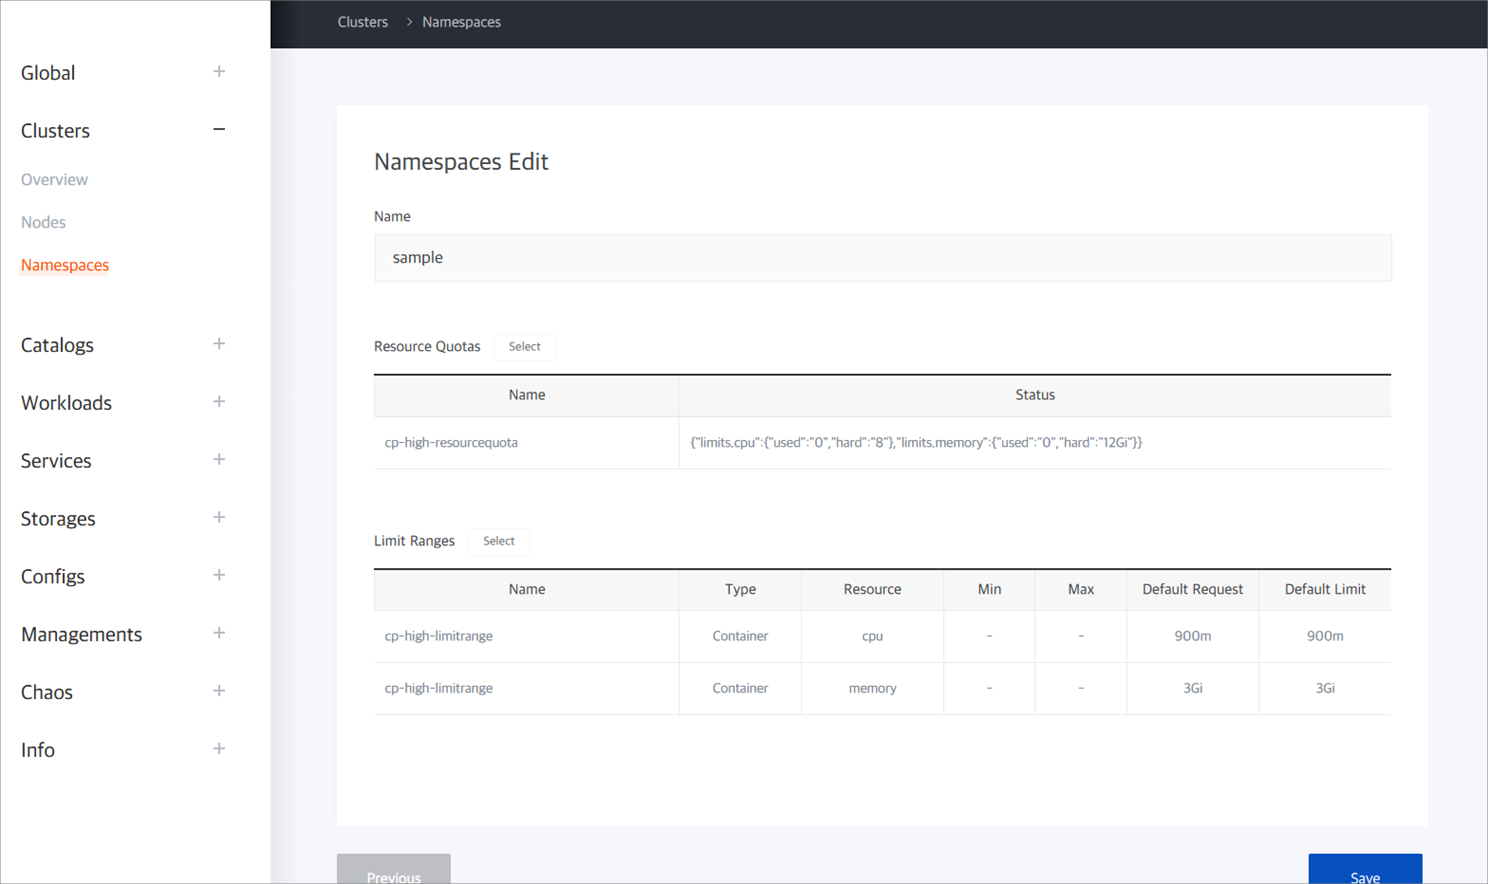 Clusters > Namespaces
Global +
Clusters −
Overview
Nodes
Namespaces
Catalogs +
Workloads +
Services +
Storages +
Configs +
Managements +
Chaos +
Info +
Namespaces Edit
Name
sample
Resource Quotas Select
Name Status
cp-high-resourcequota {"limits.cpu":{"used":"0","hard":"8"},"limits.memory":{"used":"0","hard":"12Gi"}}
Limit Ranges Select
Name Type Resource Min Max Default Request Default Limit
cp-high-limitrange Container cpu - - 900m 900m
cp-high-limitrange Container memory - - 3Gi 3Gi
Previous Save